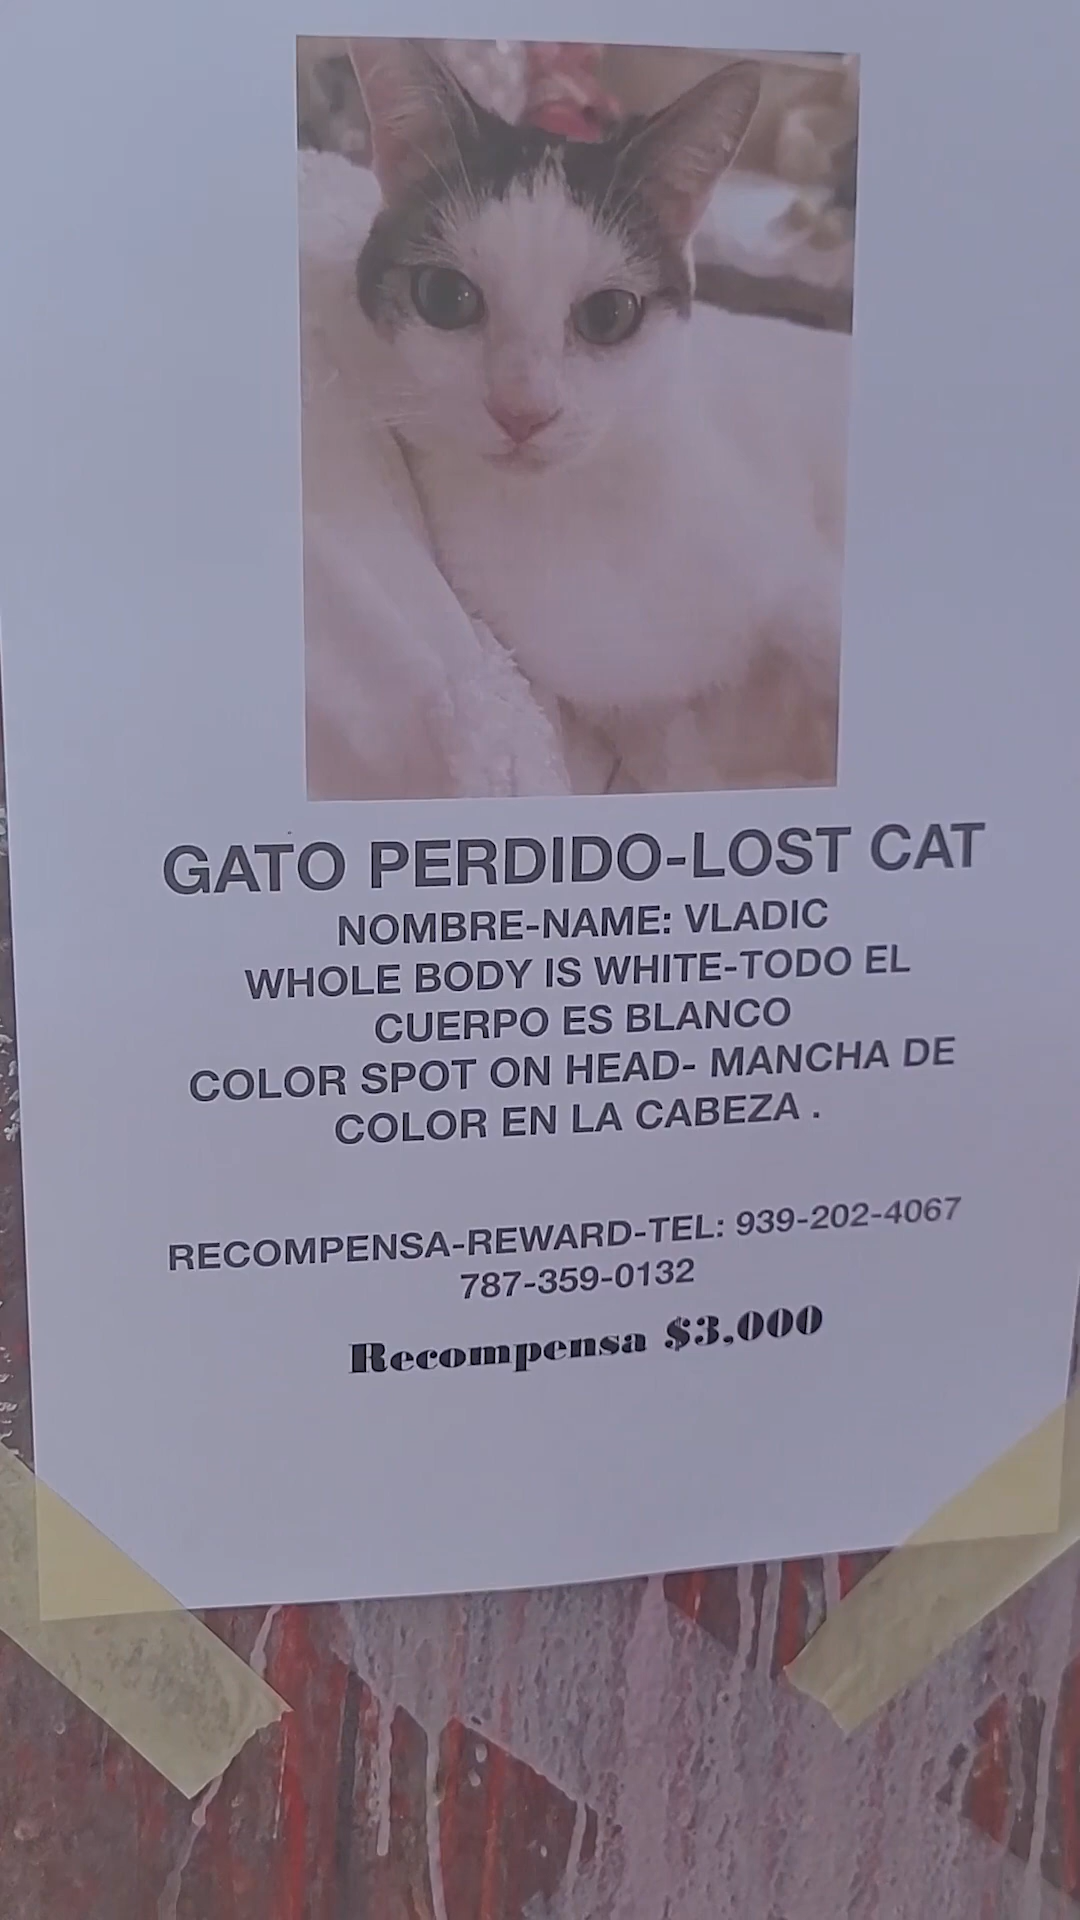 GATO PERDIDO-LOST CAT
NOMBRE-NAME: VLADIC
WHOLE BODY IS WHITE-TODO EL
CUERPO ES BLANCO
COLOR SPOT ON HEAD- MANCHA DE
COLOR EN LA CABEZA .
RECOMPENSA-REWARD-TEL: 939-202-4067
787-359-0132
Recompensa $3.000